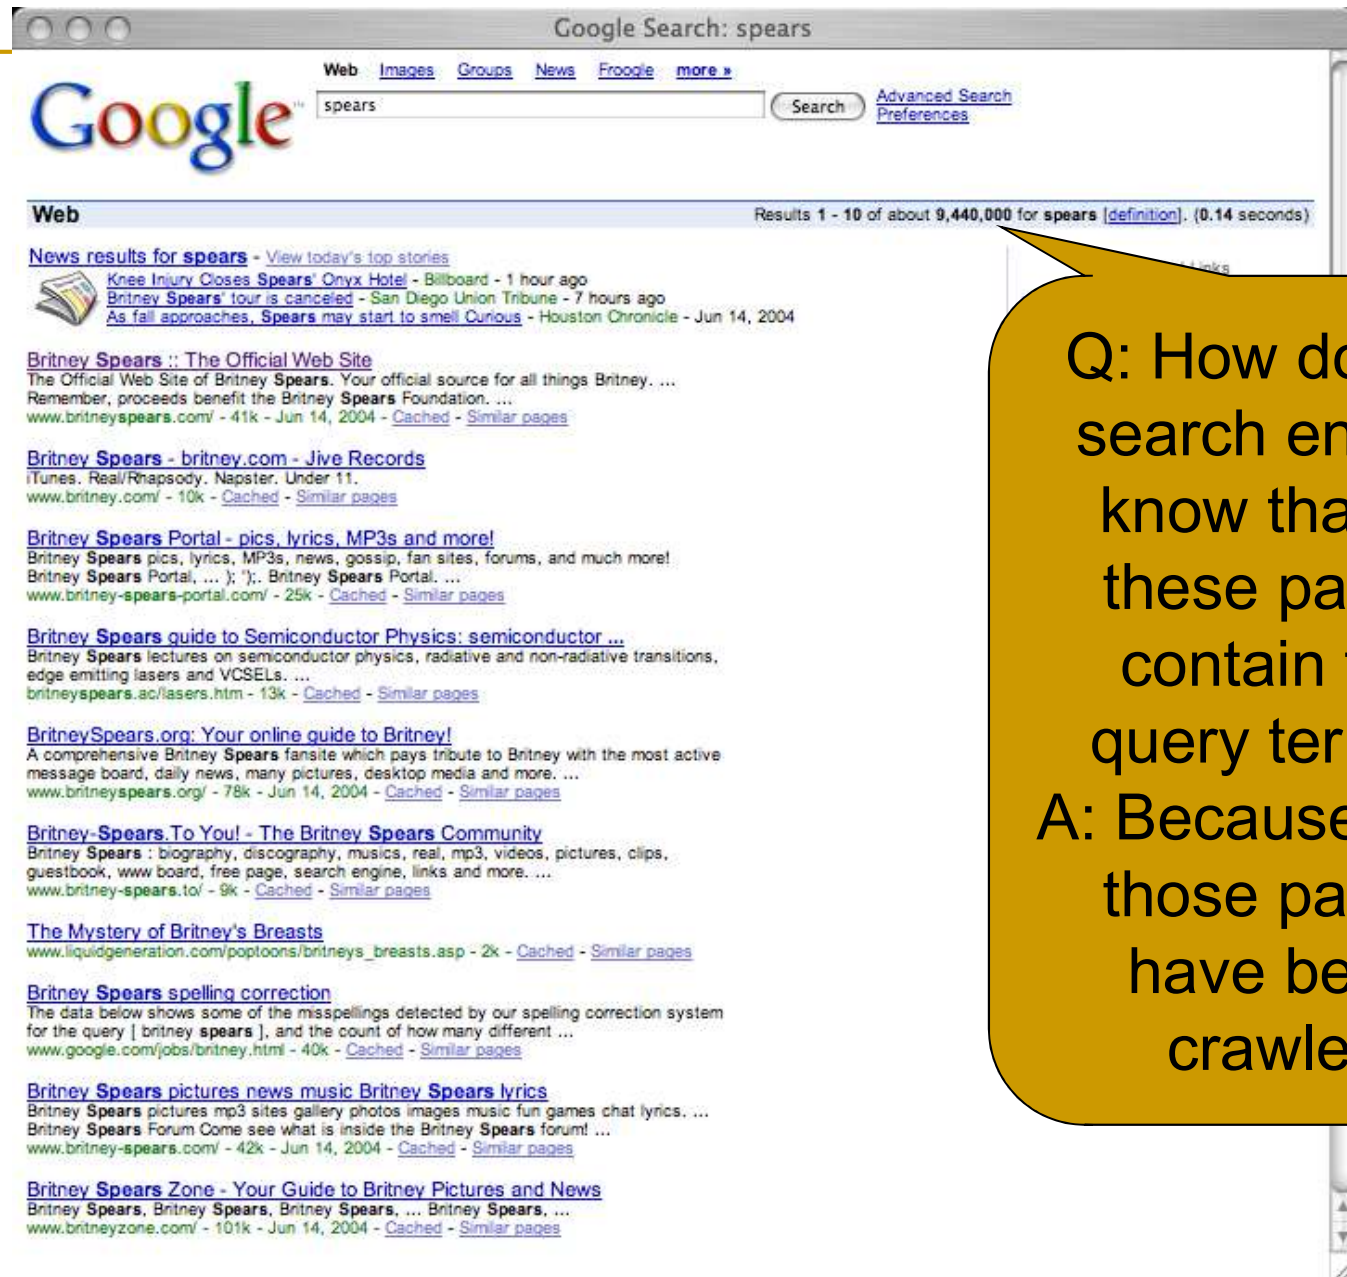 Google Search: spears
Web Images Groups News Froogle more »
Google
spears
Search
Advanced Search
Preferences
Web
Results 1 - 10 of about 9,440,000 for spears [definition]. (0.14 seconds)
News results for spears - View today's top stories
Knee Injury Closes Spears' Onyx Hotel - Billboard - 1 hour ago
Britney Spears' tour is canceled - San Diego Union Tribune - 7 hours ago
As fall approaches, Spears may start to smell Curious - Houston Chronicle - Jun 14, 2004
Links
Britney Spears :: The Official Web Site
The Official Web Site of Britney Spears. Your official source for all things Britney. ...
Remember, proceeds benefit the Britney Spears Foundation. ...
www.britneyspears.com/ - 41k - Jun 14, 2004 - Cached - Similar pages
Britney Spears - britney.com - Jive Records
iTunes. Real/Rhapsody. Napster. Under 11.
www.britney.com/ - 10k - Cached - Similar pages
Britney Spears Portal - pics, lyrics, MP3s and more!
Britney Spears pics, lyrics, MP3s, news, gossip, fan sites, forums, and much more!
Britney Spears Portal, ... ); ');. Britney Spears Portal. ...
www.britney-spears-portal.com/ - 25k - Cached - Similar pages
Britney Spears guide to Semiconductor Physics: semiconductor ...
Britney Spears lectures on semiconductor physics, radiative and non-radiative transitions,
edge emitting lasers and VCSELs. ...
britneyspears.ac/lasers.htm - 13k - Cached - Similar pages
BritneySpears.org: Your online guide to Britney!
A comprehensive Britney Spears fansite which pays tribute to Britney with the most active
message board, daily news, many pictures, desktop media and more. ...
www.britneyspears.org/ - 78k - Jun 14, 2004 - Cached - Similar pages
Britney-Spears.To You! - The Britney Spears Community
Britney Spears : biography, discography, musics, real, mp3, videos, pictures, clips,
guestbook, www board, free page, search engine, links and more. ...
www.britney-spears.to/ - 9k - Cached - Similar pages
The Mystery of Britney's Breasts
www.liquidgeneration.com/poptoons/britneys_breasts.asp - 2k - Cached - Similar pages
Britney Spears spelling correction
The data below shows some of the misspellings detected by our spelling correction system
for the query [ britney spears ], and the count of how many different ...
www.google.com/jobs/britney.html - 40k - Cached - Similar pages
Britney Spears pictures news music Britney Spears lyrics
Britney Spears pictures mp3 sites gallery photos images music fun games chat lyrics. ...
Britney Spears Forum Come see what is inside the Britney Spears forum! ...
www.britney-spears.com/ - 42k - Jun 14, 2004 - Cached - Similar pages
Britney Spears Zone - Your Guide to Britney Pictures and News
Britney Spears, Britney Spears, Britney Spears, ... Britney Spears, ...
www.britneyzone.com/ - 101k - Jun 14, 2004 - Cached - Similar pages
Q: How do
search en
know tha
these pa
contain
query ter
A: Because
those pa
have be
crawle